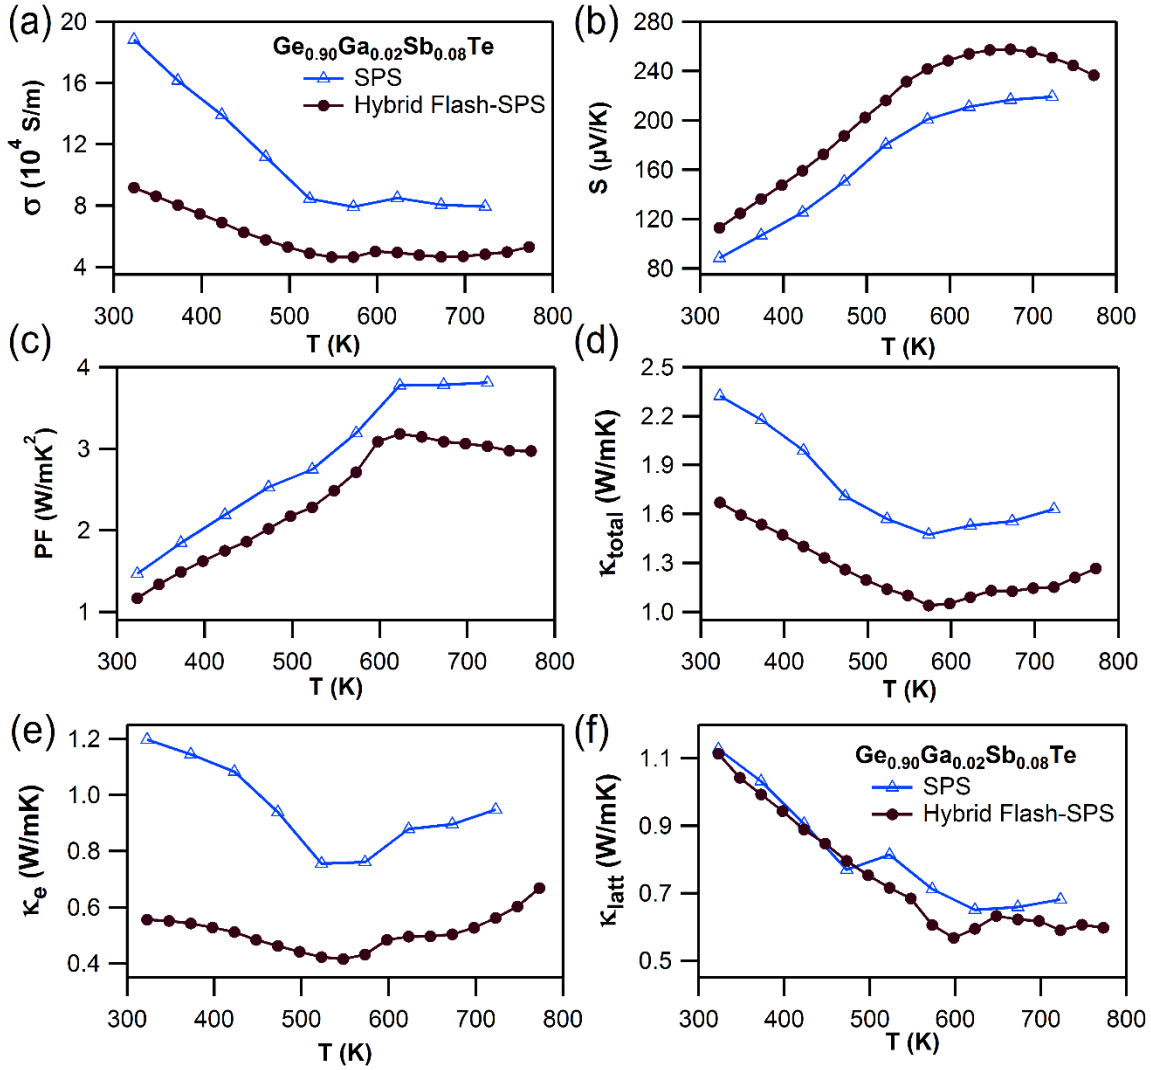 (a)
20
16
12
8
4
σ (10⁴ S/m)
Ge₀.₉₀Ga₀.₀₂Sb₀.₀₈Te
SPS
Hybrid Flash-SPS
300 400 500 600 700 800
T (K)
(b)
280
240
200
160
120
80
S (µV/K)
300 400 500 600 700 800
T (K)
(c)
4
3
2
1
PF (W/mK²)
300 400 500 600 700 800
T (K)
(d)
2.5
2.2
1.9
1.6
1.3
1.0
κtotal (W/mK)
300 400 500 600 700 800
T (K)
(e)
1.2
1.0
0.8
0.6
0.4
κe (W/mK)
300 400 500 600 700 800
T (K)
(f)
1.1
0.9
0.7
0.5
κlatt (W/mK)
Ge₀.₉₀Ga₀.₀₂Sb₀.₀₈Te
SPS
Hybrid Flash-SPS
300 400 500 600 700 800
T (K)